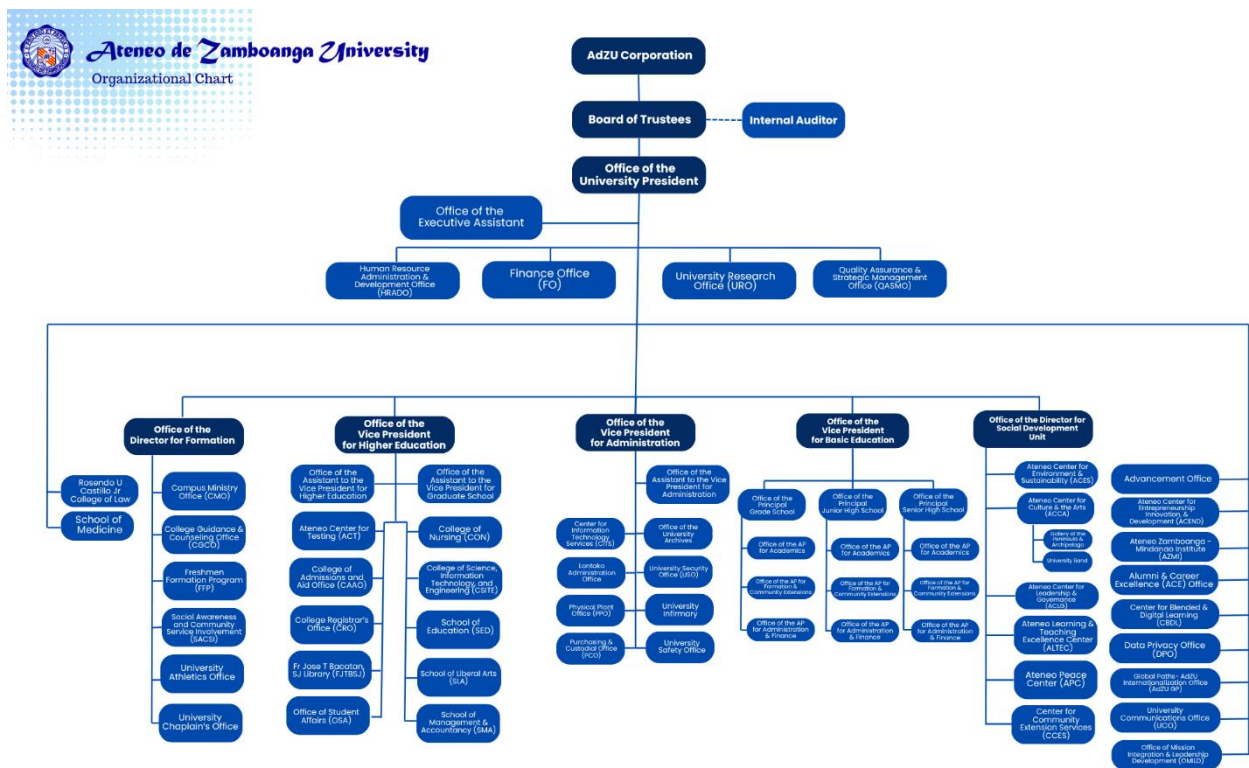 Ateneo de Zamboanga University
Organizational Chart
AdZU Corporation
Board of Trustees
Internal Auditor
Office of the
University President
Office of the
Executive Assistant
Human Resource
Administration &
Development Office
(HRADO)
Finance Office
(FO)
University Research
Office (URO)
Quality Assurance &
Strategic Management
Office (QASMO)
Office of the
Director for Formation
Office of the
Vice President
for Higher Education
Office of the
Vice President
for Administration
Office of the
Vice President
for Basic Education
Office of the Director for
Social Development
Unit
Rosendo U
Castillo Jr
College of Law
School of
Medicine
Campus Ministry
Office (CMO)
College Guidance &
Counseling Office
(CGCO)
Freshmen
Formation Program
(FFP)
Social Awareness
and Community
Service Involvement
(SACSI)
University
Athletics Office
University
Chaplain's Office
Office of the
Assistant to the
Vice President for
Higher Education
Ateneo Center for
Testing (ACT)
College of
Admissions and
Aid Office (CAAO)
College Registrar's
Office (CRO)
Fr Jose T Bacatan,
SJ Library (FJTBSJ)
Office of Student
Affairs (OSA)
Office of the
Assistant to the
Vice President for
Graduate School
College of
Nursing (CON)
College of Science,
Information
Technology, and
Engineering (CSITE)
School of
Education (SED)
School of Liberal Arts
(SLA)
School of
Management &
Accountancy (SMA)
Office of the
Assistant to the Vice
President for
Administration
Center for
Information
Technology
Services (CITS)
Lantaka
Administration
Office
Physical Plant
Office (PPO)
Purchasing &
Custodial Office
(PCO)
Office of the
University
Archives
University Security
Office (USO)
University
Infirmary
University
Safety Office
Office of the
Principal
Grade School
Office of the AP
for Academics
Office of the AP for
Formation &
Community Extensions
Office of the AP
for Administration
& Finance
Office of the
Principal
Junior High School
Office of the AP
for Academics
Office of the AP for
Formation &
Community Extensions
Office of the AP
for Administration
& Finance
Office of the
Principal
Senior High School
Office of the AP
for Academics
Office of the AP for
Formation &
Community Extensions
Office of the AP
for Administration
& Finance
Ateneo Center for
Environment &
Sustainability (ACES)
Ateneo Center for
Culture & the Arts
(ACCA)
Gallery of the
Peninsula &
Archipelago
University Band
Ateneo Center for
Leadership &
Governance
(ACLG)
Ateneo Learning &
Teaching
Excellence Center
(ALTEC)
Ateneo Peace
Center (APC)
Center for
Community
Extension Services
(CCES)
Advancement Office
Ateneo Center for
Entrepreneurship
Innovation, &
Development (ACEND)
Ateneo Zamboanga -
Mindanao Institute
(AZMI)
Alumni & Career
Excellence (ACE) Office
Center for Blended &
Digital Learning
(CBDL)
Data Privacy Office
(DPO)
Global Paths- AdZU
Internationalization Office
(AdZU GP)
University
Communications Office
(UCO)
Office of Mission
Integration & Leadership
Development (OMILD)